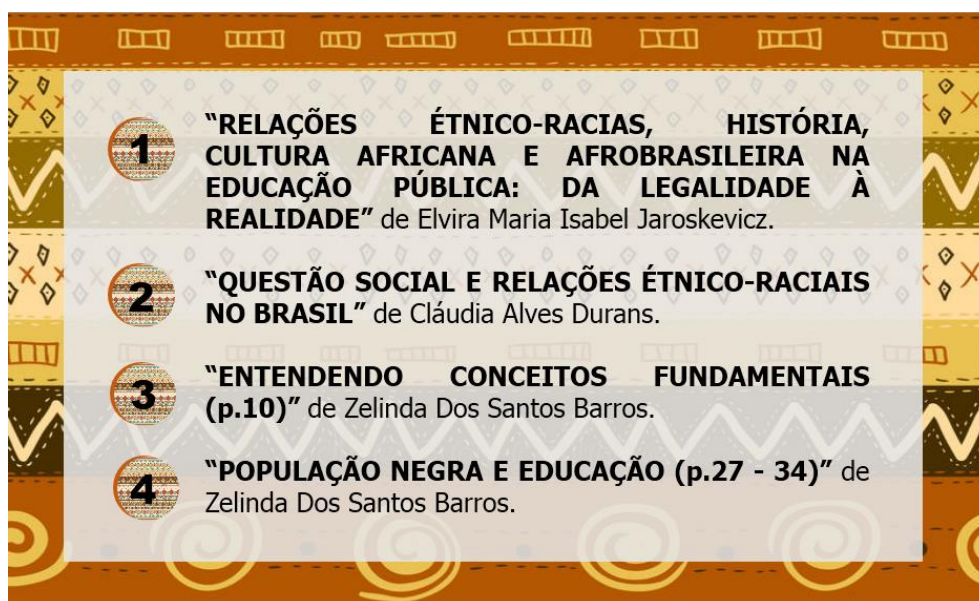 1
“RELAÇÕES ÉTNICO-RACIAS, HISTÓRIA,
CULTURA AFRICANA E AFROBRASILEIRA NA
EDUCAÇÃO PÚBLICA: DA LEGALIDADE À
REALIDADE” de Elvira Maria Isabel Jaroskevicz.
2
“QUESTÃO SOCIAL E RELAÇÕES ÉTNICO-RACIAIS
NO BRASIL” de Cláudia Alves Durans.
3
“ENTENDENDO CONCEITOS FUNDAMENTAIS
(p.10)” de Zelinda Dos Santos Barros.
4
“POPULAÇÃO NEGRA E EDUCAÇÃO (p.27 - 34)” de
Zelinda Dos Santos Barros.